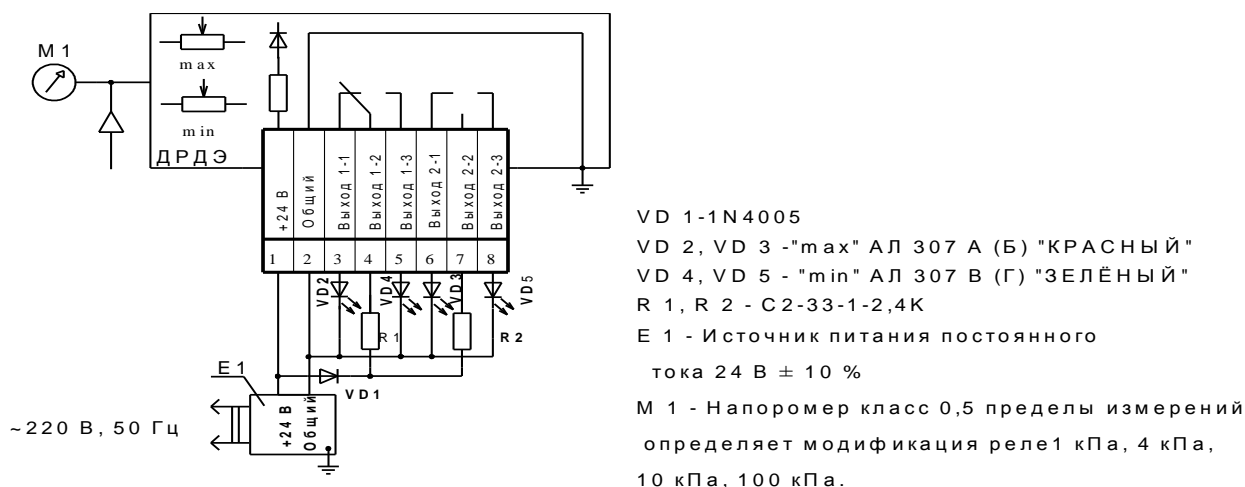 М 1
max
min
ДРДЭ
+24 В
Общий
Выход 1-1
Выход 1-2
Выход 1-3
Выход 2-1
Выход 2-2
Выход 2-3
1 2 3 4 5 6 7 8
VD2
VD4
VD3
VD5
R 1
R 2
VD1
E1
+24 В
Общий
~220 В, 50 Гц
VD 1-1N4005
VD 2, VD 3 -"max" АЛ 307 А (Б) "КРАСНЫЙ"
VD 4, VD 5 - "min" АЛ 307 В (Г) "ЗЕЛЁНЫЙ"
R 1, R 2 - С2-33-1-2,4К
Е 1 - Источник питания постоянного
тока 24 В ± 10 %
М 1 - Напоромер класс 0,5 пределы измерений
определяет модификация реле1 кПа, 4 кПа,
10 кПа, 100 кПа.